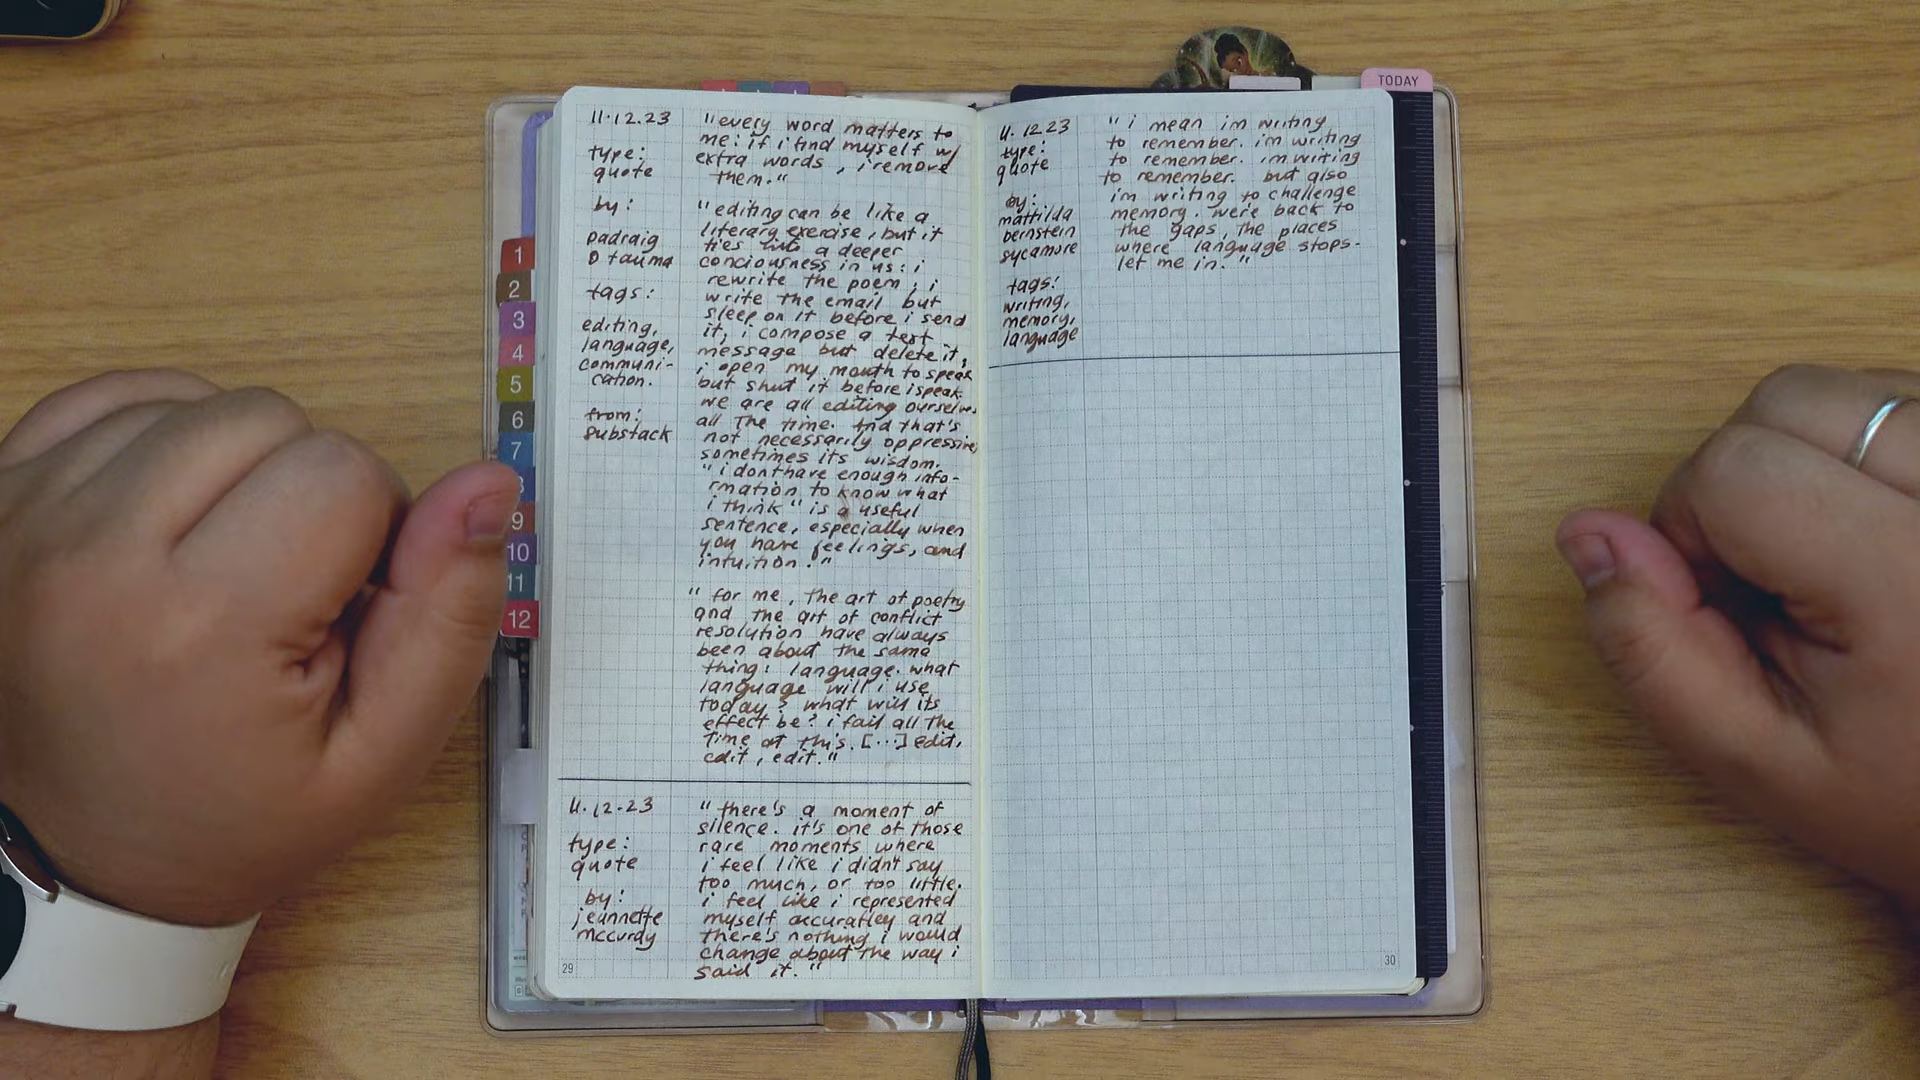 TODAY
11.12.23
type:
quote
by:
padraig
O tauma
tags:
editing,
language,
communi-
cation.
from:
substack
"every word matters to
me: if i find myself w/
extra words, i remove
them."
"editing can be like a
literary exercise, but it
ties into a deeper
conciousness in us: i
rewrite the poem; i
write the email but
sleep on it before i send
it; i compose a text
message but delete it,
i open my mouth to speak
but shut it before i speak.
we are all editing ourselves
all the time. And that's
not necessarily oppressive,
sometimes its wisdom.
"i dont have enough info-
rmation to know what
i think" is a useful
sentence, especially when
you have feelings, and
intuition."
"for me, the art of poetry
and the art of conflict
resolution have always
been about the same
thing: language. what
language will i use
today? what will its
effect be? i fail all the
time at this. [...] edit,
edit, edit."
11.12.23
type:
quote
by:
jeannette
mccurdy
"there's a moment of
silence. it's one of those
rare moments where
i feel like i didn't say
too much, or too little.
i feel like i represented
myself accuratley and
there's nothing i would
change about the way i
said it."
29
11.12.23
type:
quote
by:
mattilda
bernstein
sycamore
tags:
writing,
memory,
language
"i mean im writing
to remember. im writing
to remember. im writing
to remember. but also
im writing to challenge
memory. we're back to
the gaps, the places
where language stops-
let me in."
30
1
2
3
4
5
6
7
8
9
10
11
12